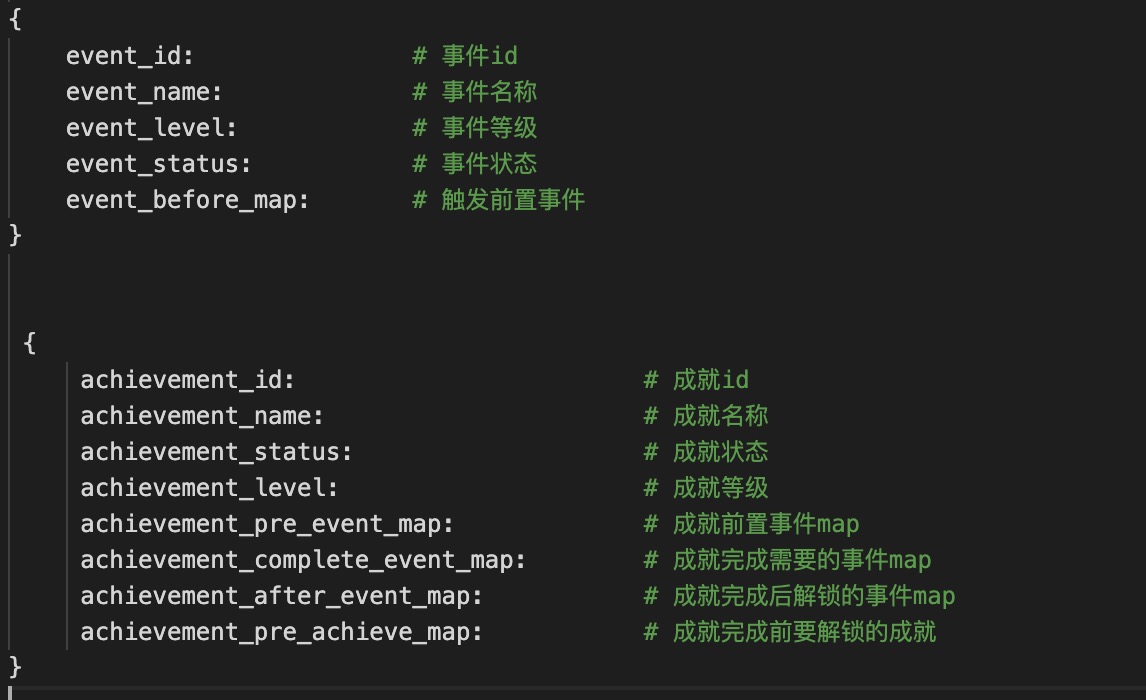 {
event_id: # 事件id
event_name: # 事件名称
event_level: # 事件等级
event_status: # 事件状态
event_before_map: # 触发前置事件
}
{
achievement_id: # 成就id
achievement_name: # 成就名称
achievement_status: # 成就状态
achievement_level: # 成就等级
achievement_pre_event_map: # 成就前置事件map
achievement_complete_event_map: # 成就完成需要的事件map
achievement_after_event_map: # 成就完成后解锁的事件map
achievement_pre_achieve_map: # 成就完成前要解锁的成就
}